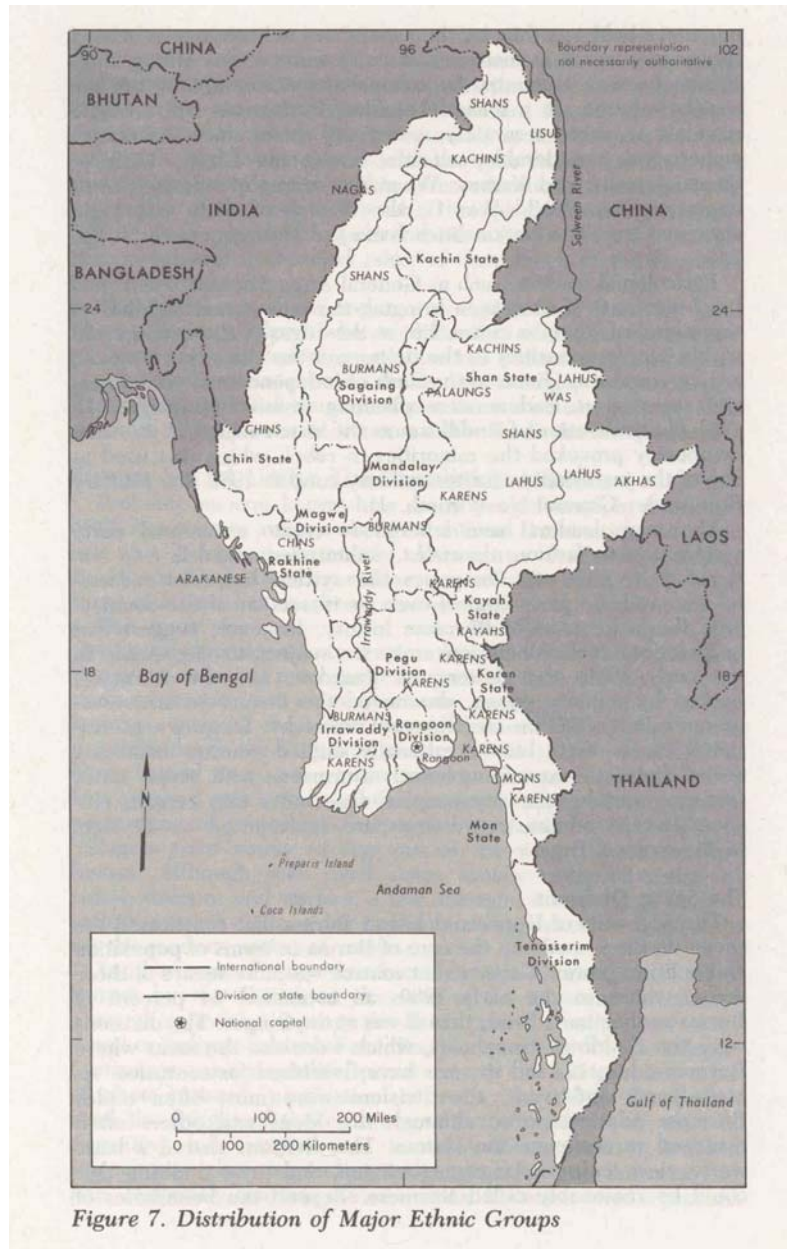 90
CHINA
96
Boundary representation
not necessarily authoritative
102
BHUTAN
SHANS
LISUS
KACHINS
NAGAS
INDIA
Salween River
CHINA
Kachin State
BANGLADESH
SHANS
24
24
KACHINS
BURMANS
Sagaing
Division
Shan State
LAHUS
PALAUNGS
WAS
CHINS
SHANS
Chin State
Mandalay
Division
LAHUS
LAHUS
AKHAS
KARENS
Magwe
Division
BURMANS
CHINS
LAOS
Rakhine
State
ARAKANESE
Irrawaddy River
KARENS
Kayah
State
KAYAHS
18
Bay of Bengal
Pegu
Division
KARENS
KARENS
Karen
State
18
BURMANS
Irrawaddy
Division
Rangoon
Division
Rangoon
KARENS
KARENS
KARENS
MONS
KARENS
THAILAND
N
Mon
State
Preparis Island
Andaman Sea
Coco Islands
Tenasserim
Division
International boundary
Division or state boundary
National capital
12
Gulf of Thailand
0 100 200 Miles
0 100 200 Kilometers
Figure 7. Distribution of Major Ethnic Groups